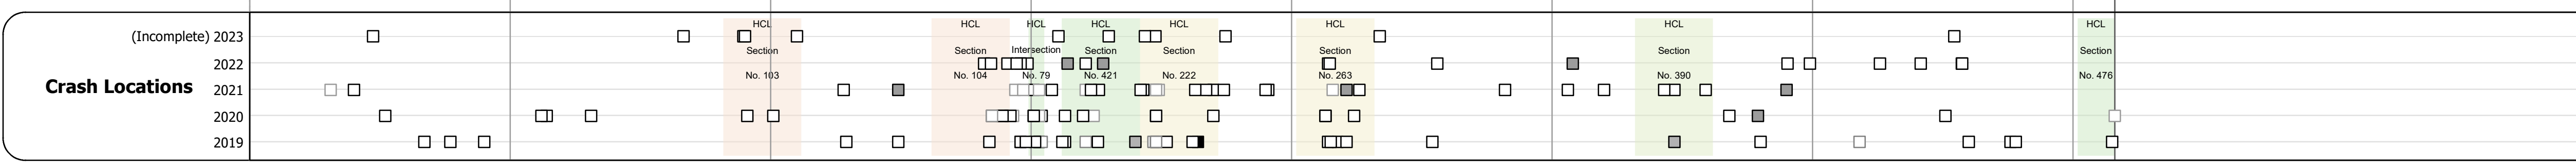 HCL HCL HCL HCL HCL HCL HCL HCL
(Incomplete) 2023
Section Section Intersection Section Section Section Section Section
2022
No. 103 No. 104 No. 79 No. 421 No. 222 No. 263 No. 390 No. 476
Crash Locations
2021
2020
2019